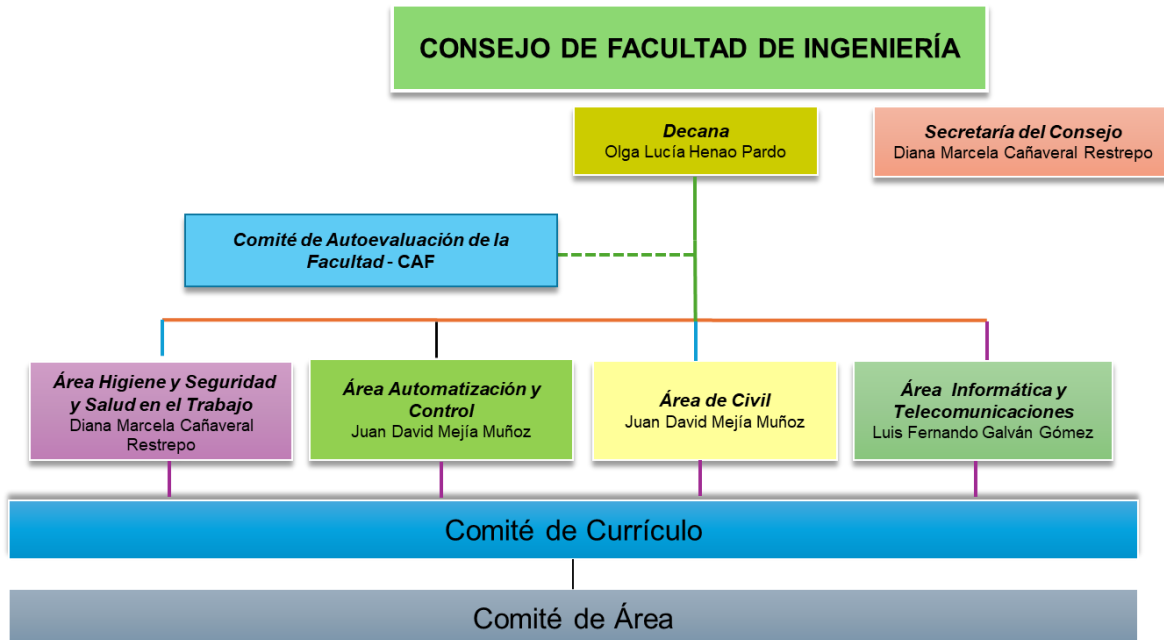 CONSEJO DE FACULTAD DE INGENIERÍA
Decana
Olga Lucía Henao Pardo
Secretaría del Consejo
Diana Marcela Cañaveral Restrepo
Comité de Autoevaluación de la
Facultad - CAF
Área Higiene y Seguridad
y Salud en el Trabajo
Diana Marcela Cañaveral
Restrepo
Área Automatización y
Control
Juan David Mejía Muñoz
Área de Civil
Juan David Mejía Muñoz
Área Informática y
Telecomunicaciones
Luis Fernando Galván Gómez
Comité de Currículo
Comité de Área